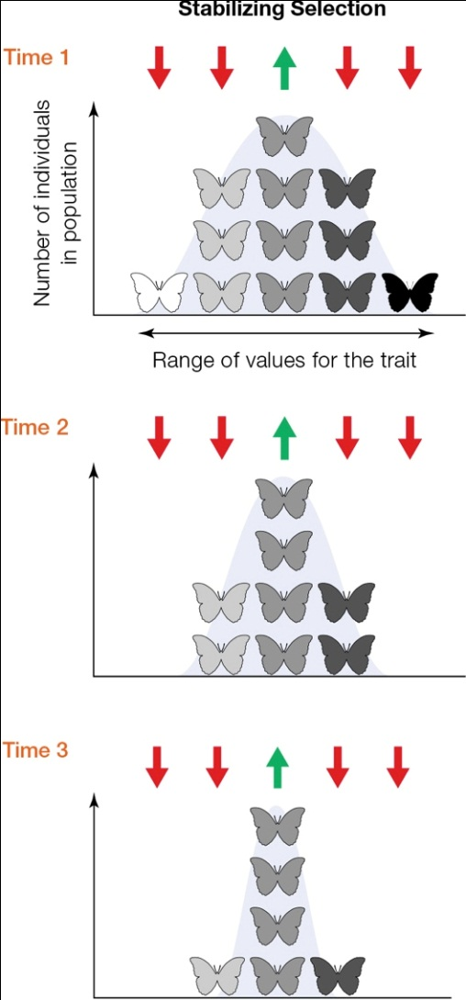 Stabilizing Selection
Time 1
Number of individuals
in population
Range of values for the trait
Time 2
Time 3